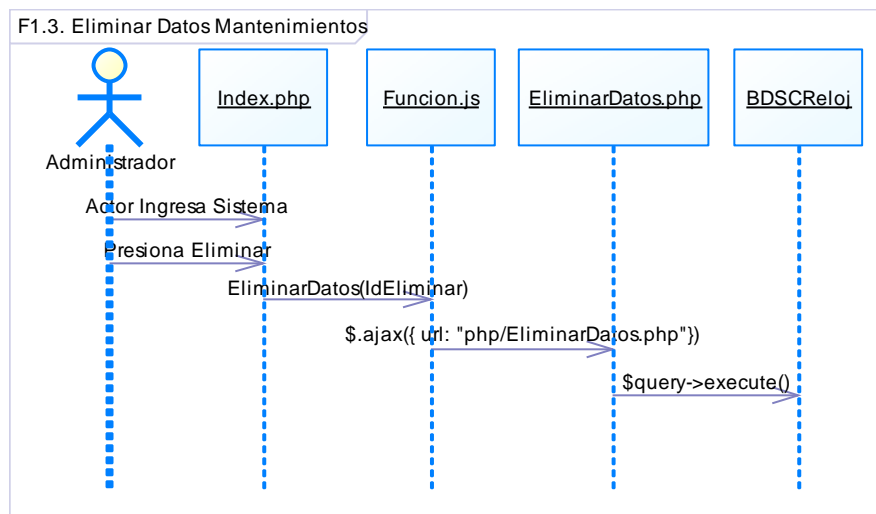 F1.3. Eliminar Datos Mantenimientos
Index.php
Funcion.js
EliminarDatos.php
BDSCReloj
Administrador
Actor Ingresa Sistema
Presiona Eliminar
EliminarDatos(IdEliminar)
$.ajax({ url: "php/EliminarDatos.php"})
$query->execute()